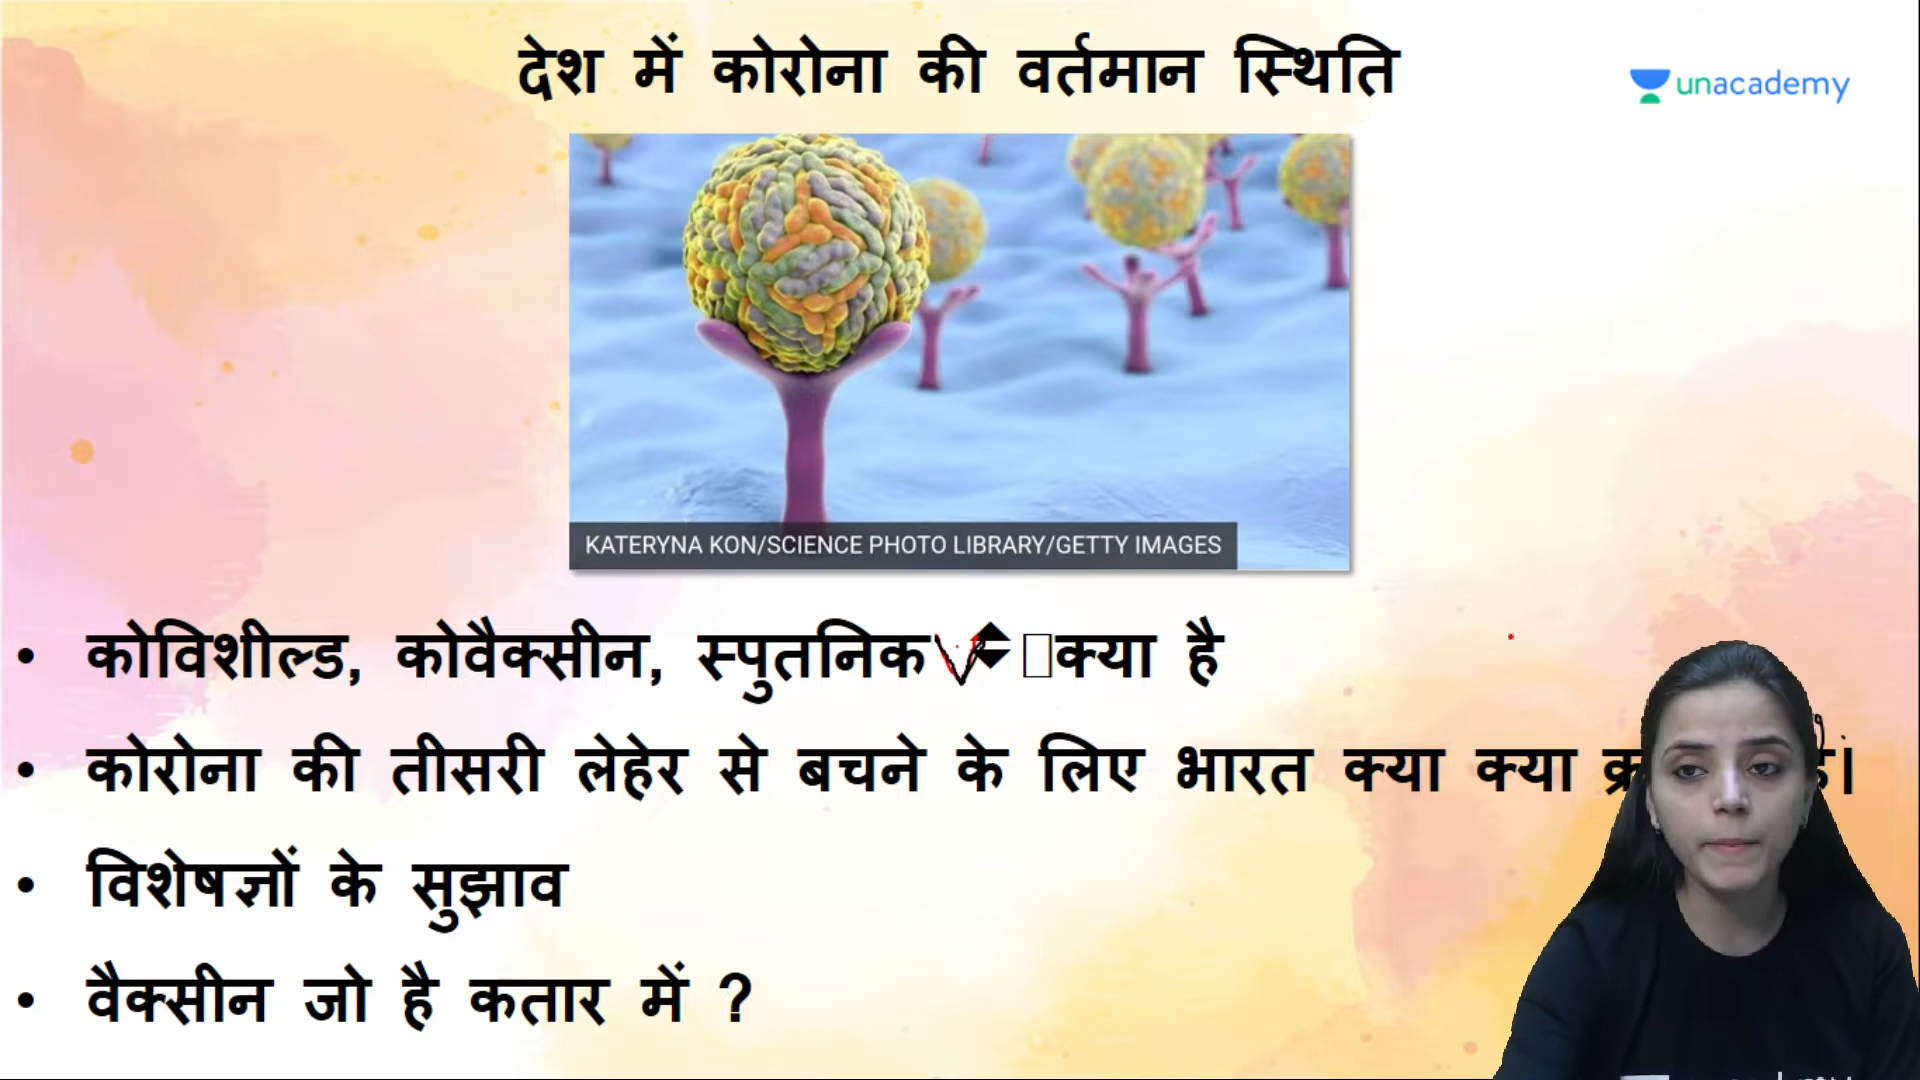 देश में कोरोना की वर्तमान स्थिति
unacademy
KATERYNA KON/SCIENCE PHOTO LIBRARY/GETTY IMAGES
• कोविशील्ड, कोवैक्सीन, स्पुतनिक क्या है
• कोरोना की तीसरी लेहेर से बचने के लिए भारत क्या क्या
• विशेषज्ञों के सुझाव
• वैक्सीन जो है कतार में ?